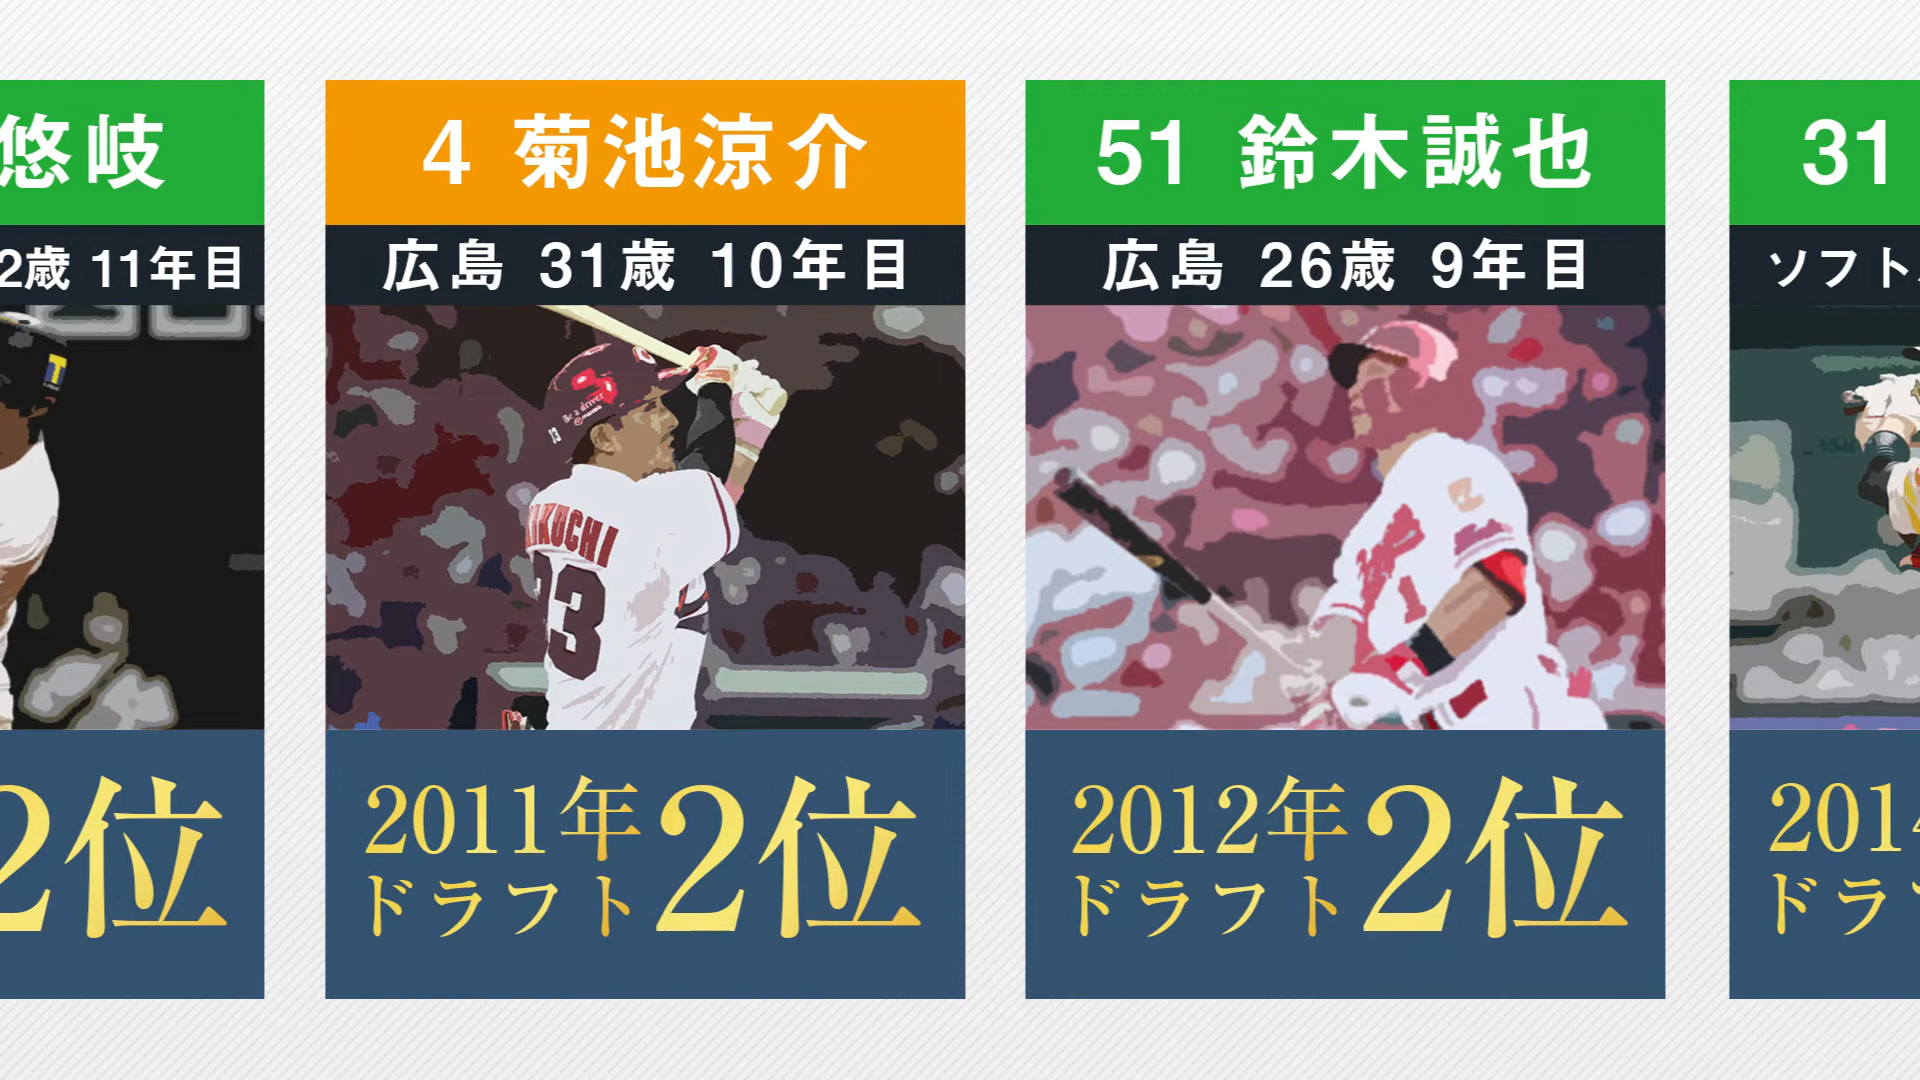 悠岐
2歳 11年目
2位
4 菊池涼介
広島 31歳 10年目
Be a driver.
KIKUCHI
33
2011年
ドラフト 2位
51 鈴木誠也
広島 26歳 9年目
2012年
ドラフト 2位
31
ソフト
201
ドラ